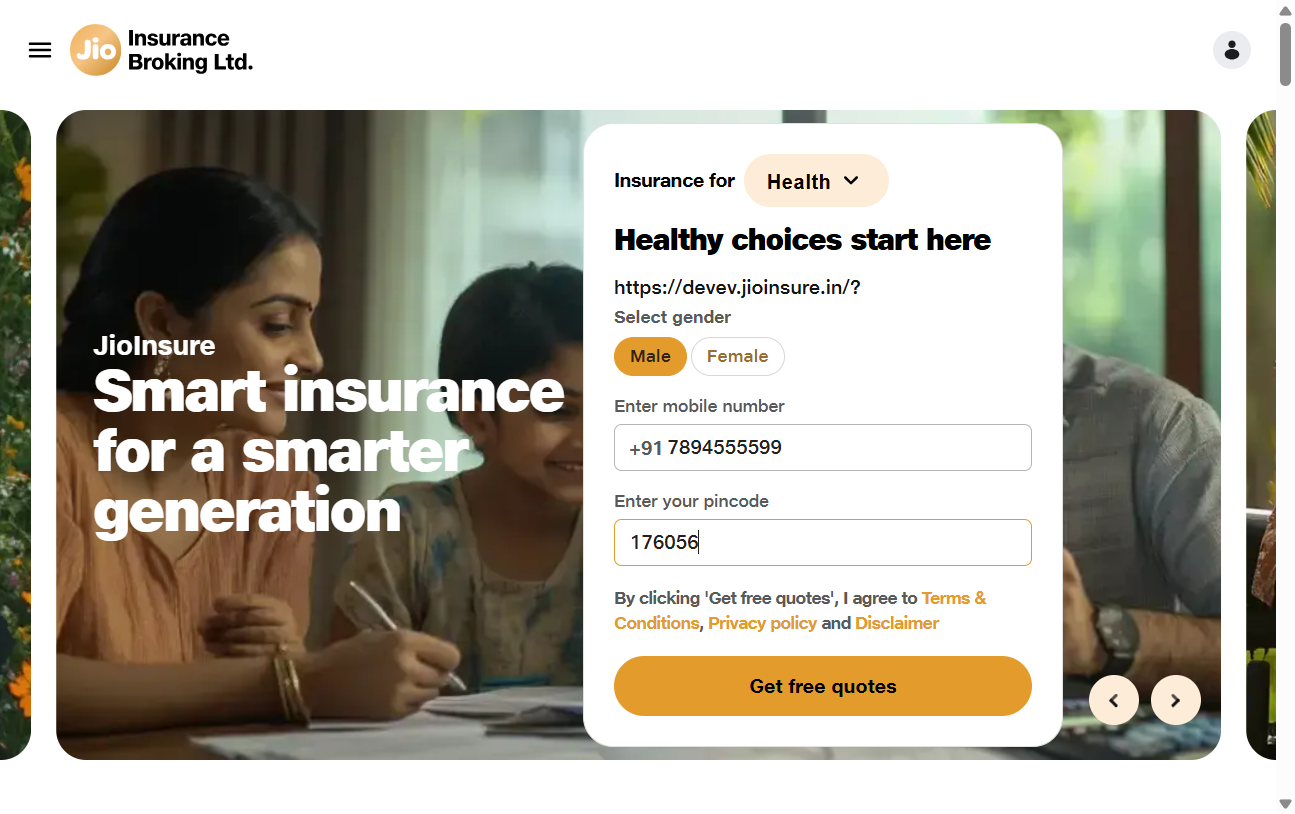 Jio Insurance
Broking Ltd.
JioInsure
Smart insurance
for a smarter
generation
Insurance for Health
Healthy choices start here
https://devev.jioinsure.in/?
Select gender
Male Female
Enter mobile number
+91 7894555599
Enter your pincode
176056
By clicking 'Get free quotes', I agree to Terms &
Conditions, Privacy policy and Disclaimer
Get free quotes